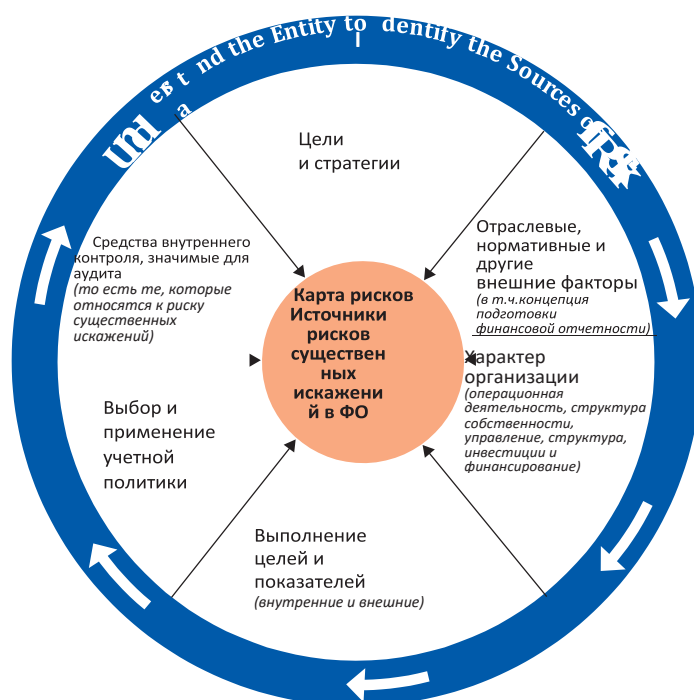 the Entity to dentify the Sources
Цели
и стратегии
Отраслевые,
нормативные и
другие
внешние факторы
(в т.ч.концепция
подготовки
финансовой отчетности)
Характер
организации
(операционная
деятельность, структура
собственности,
управление, структура,
инвестиции и
финансирование)
Выполнение
целей и
показателей
(внутренние и внешние)
Выбор и
применение
учетной
политики
Средства внутреннего
контроля, значимые для
аудита
(то есть те, которые
относятся к риску
существенных
искажений)
Карта рисков
Источники
рисков
существен
ных
искажени
й в ФО